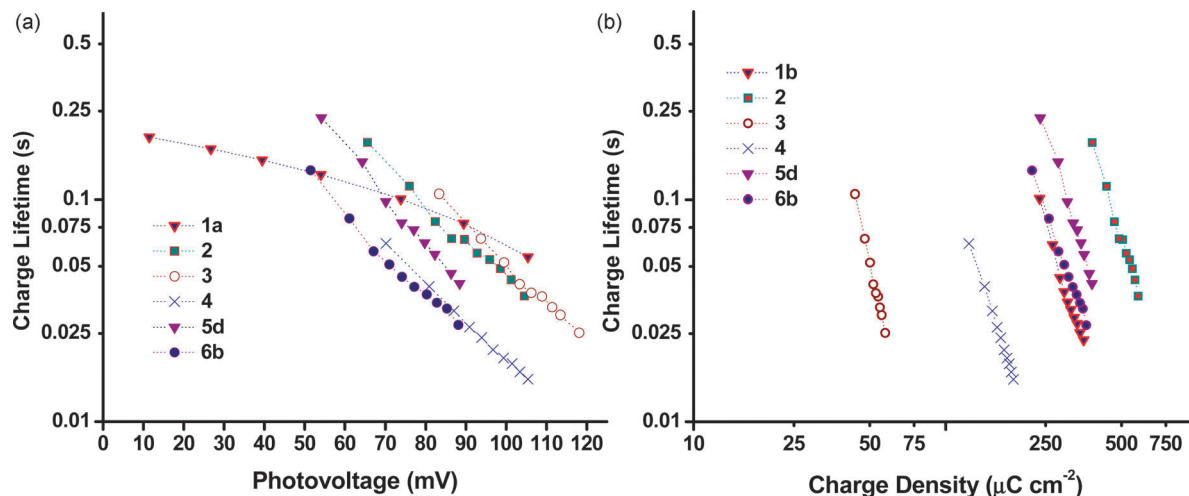 (a)
Charge Lifetime (s)
0.5
0.25
0.1
0.075
0.05
0.025
0.01
1a
2
3
4
5d
6b
0 10 20 30 40 50 60 70 80 90 100 110 120
Photovoltage (mV)
(b)
Charge Lifetime (s)
0.5
0.25
0.1
0.075
0.05
0.025
0.01
1b
2
3
4
5d
6b
10 25 50 75 250 500 750
Charge Density (μC cm⁻²)